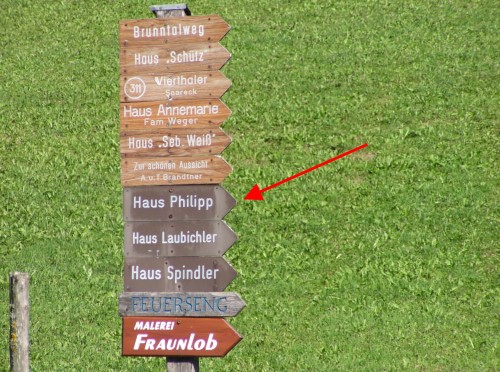 Brunntalweg
Haus „Schütz"
311 Vierthaler
Spareck
Haus Annemarie
Fam. Weger
Haus „Seb. Weiß"
Zur schönen Aussicht
A. u. F. Brandtner
Haus Philipp
Haus Laubichler
Haus Spindler
FEUERSENG
MALEREI
FRAUNLOB